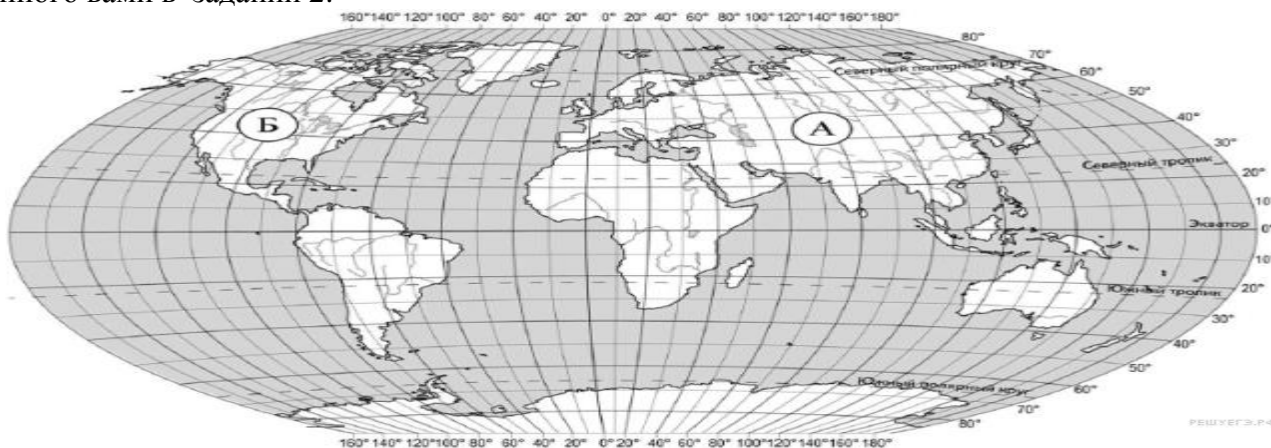 нного вами в задании 2.
160° 140° 120° 100° 80° 60° 40° 20° 0° 20° 40° 60° 80° 100° 120° 140° 160° 180°
80°
70°
Северный полярный круг
60°
50°
40°
Б
А
30°
Северный тропик
20°
10
Экватор
0°
10°
Южный тропик
20°
30°
40°
50°
Южный полярный круг
60°
70°
80°
160° 140° 120° 100° 80° 60° 40° 20° 0° 20° 40° 60° 80° 100° 120° 140° 160° 180°
РЕШУЕГЭ.РФ